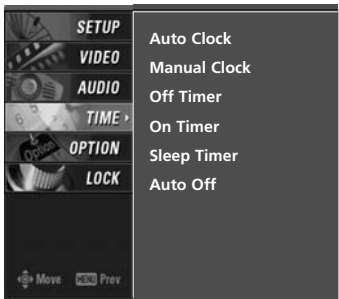 SETUP
VIDEO
AUDIO
TIME
OPTION
LOCK
Move MENU Prev
Auto Clock
Manual Clock
Off Timer
On Timer
Sleep Timer
Auto Off
Option